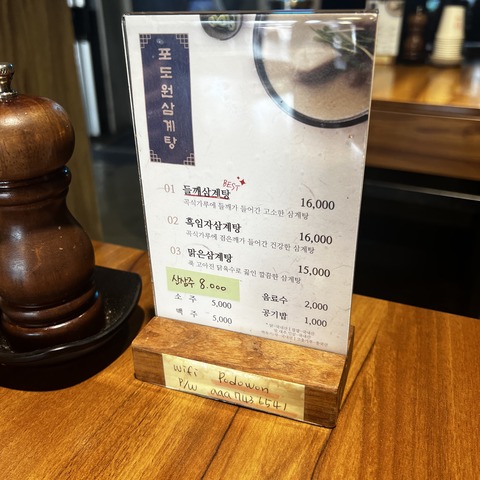 포도원삼계탕
01 들깨삼계탕 BEST 16,000
곡식가루에 들깨가 들어간 고소한 삼계탕
02 흑임자삼계탕 16,000
곡식가루에 검은깨가 들어간 건강한 삼계탕
03 맑은삼계탕 15,000
푹 고아진 닭육수로 끓인 깔끔한 삼계탕
산삼주 8.000
소주 5,000 음료수 2,000
맥주 5,000 공기밥 1,000
Wifi Podowon
P/W